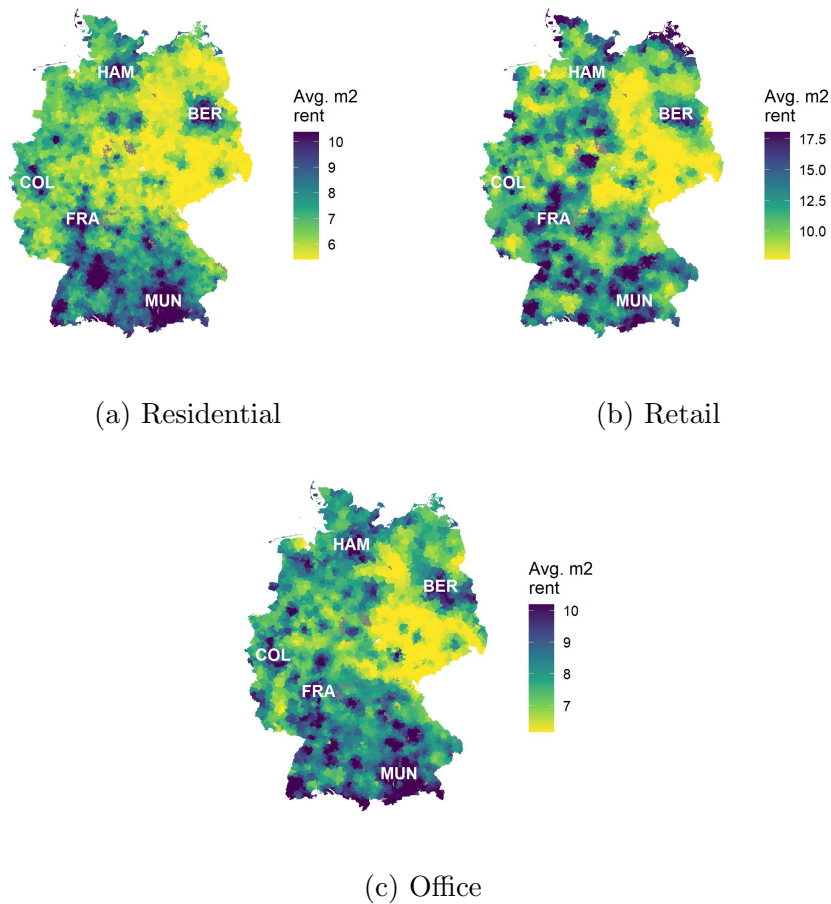 HAM
BER
COL
FRA
MUN
Avg. m2
rent
10
9
8
7
6
(a) Residential
HAM
BER
COL
FRA
MUN
Avg. m2
rent
17.5
15.0
12.5
10.0
(b) Retail
HAM
BER
COL
FRA
MUN
Avg. m2
rent
10
9
8
7
(c) Office